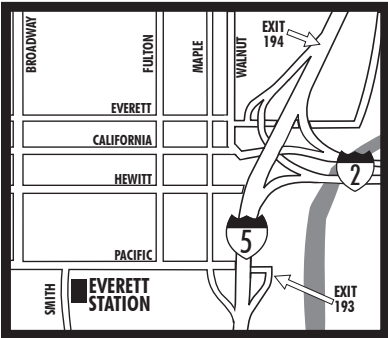 EXIT
194
BROADWAY
FULTON
MAPLE
WALNUT
EVERETT
CALIFORNIA
HEWITT
2
5
PACIFIC
SMITH
EVERETT
STATION
EXIT
193